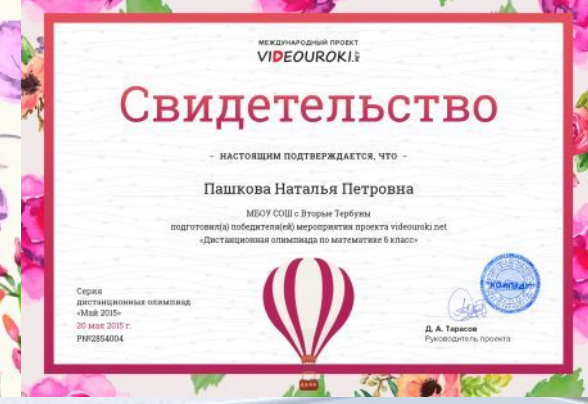 МЕЖДУНАРОДНЫЙ ПРОЕКТ
VIDEOUROKI.NET
Свидетельство
- НАСТОЯЩИМ ПОДТВЕРЖДАЕТСЯ, ЧТО -
Пашкова Наталья Петровна
МБОУ СОШ с.Вторые Тербуны
подготовил(а) победителя(ей) мероприятия проекта videouroki.net
«Дистанционная олимпиада по математике 6 класс»
Серия
дистанционных олимпиад
«Май 2015»
20 мая 2015 г.
PN№2854004
Д. А. Тарасов
Руководитель проекта